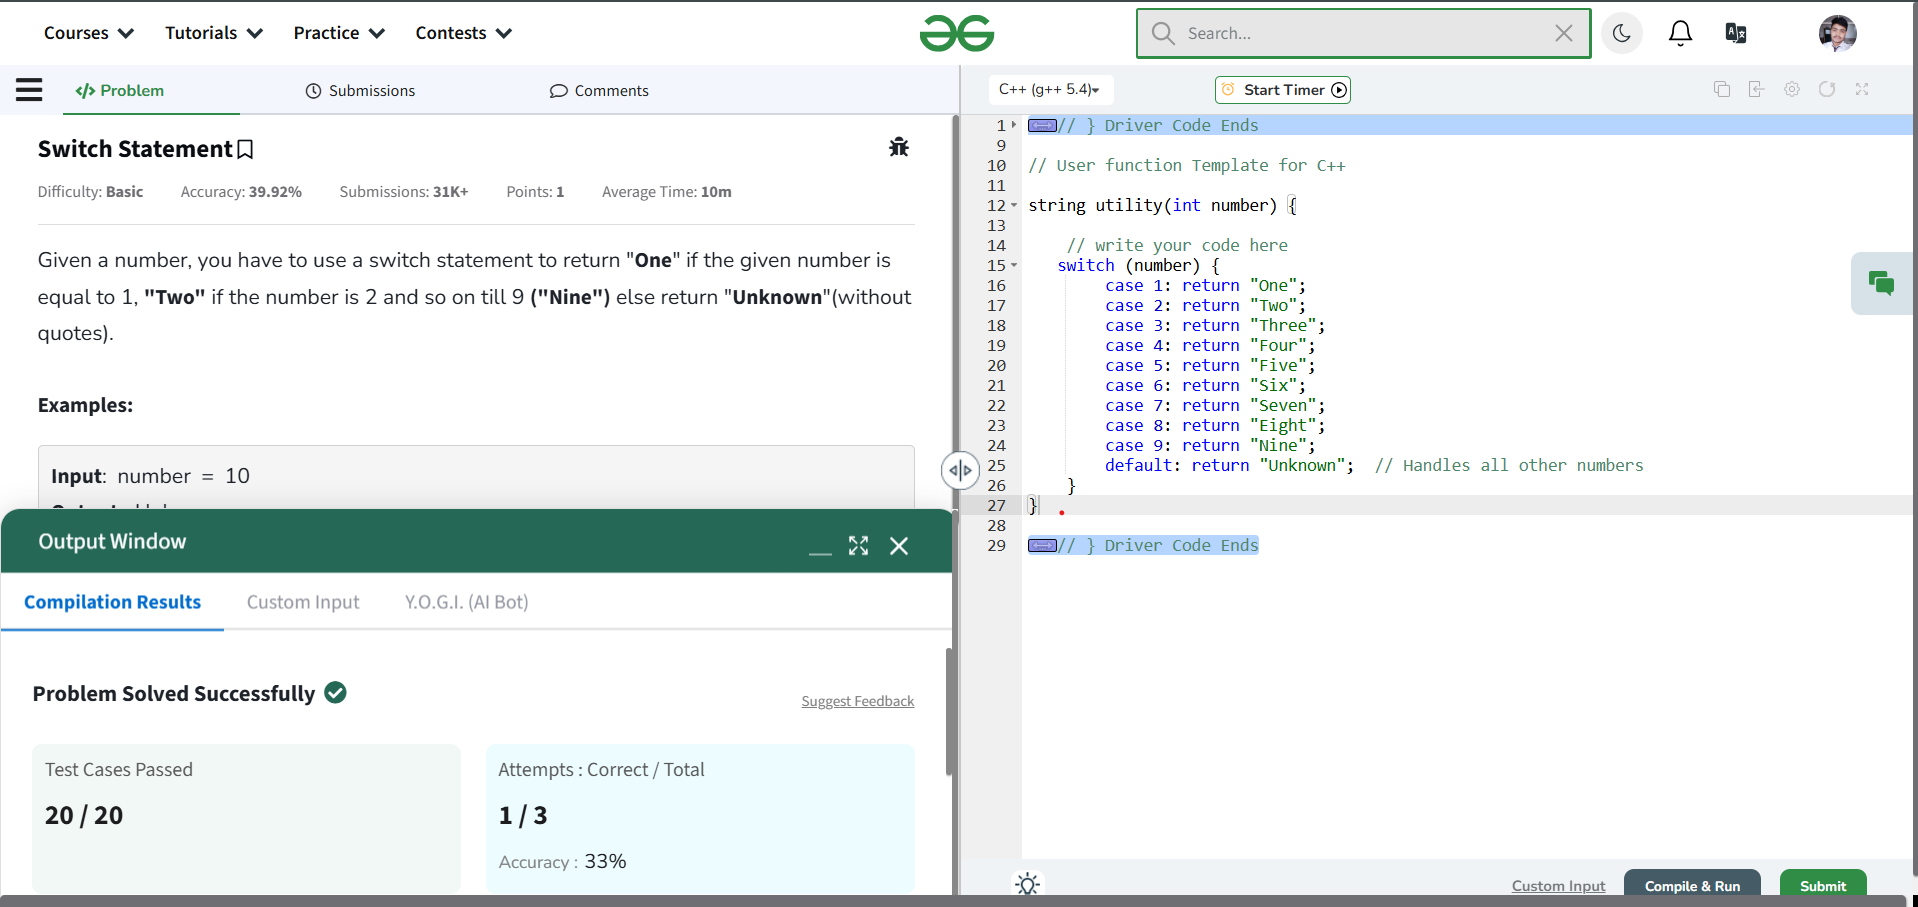 Courses Tutorials Practice Contests
Search...
Problem Submissions Comments
Switch Statement
Difficulty: Basic Accuracy: 39.92% Submissions: 31K+ Points: 1 Average Time: 10m
Given a number, you have to use a switch statement to return "One" if the given number is
equal to 1, "Two" if the number is 2 and so on till 9 ("Nine") else return "Unknown"(without
quotes).
Examples:
Input: number = 10
Output Window
Compilation Results Custom Input Y.O.G.I. (AI Bot)
Problem Solved Successfully
Suggest Feedback
Test Cases Passed
20 / 20
Attempts : Correct / Total
1 / 3
Accuracy : 33%
C++ (g++ 5.4) Start Timer
1 // } Driver Code Ends
9
10 // User function Template for C++
11
12 string utility(int number) {
13
14 // write your code here
15 switch (number) {
16 case 1: return "One";
17 case 2: return "Two";
18 case 3: return "Three";
19 case 4: return "Four";
20 case 5: return "Five";
21 case 6: return "Six";
22 case 7: return "Seven";
23 case 8: return "Eight";
24 case 9: return "Nine";
25 default: return "Unknown"; // Handles all other numbers
26 }
27 }
28
29 // } Driver Code Ends
Custom Input Compile & Run Submit